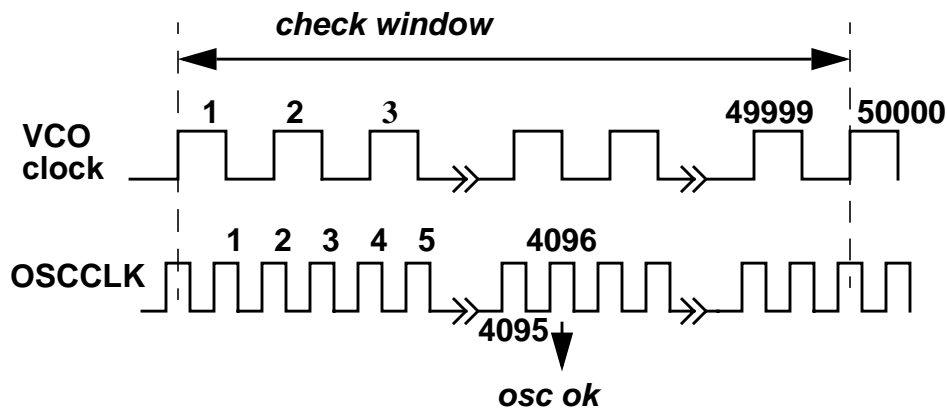 check window
1 2 3 49999 50000
VCO
clock
1 2 3 4 5 4096
OSCCLK
4095
osc ok